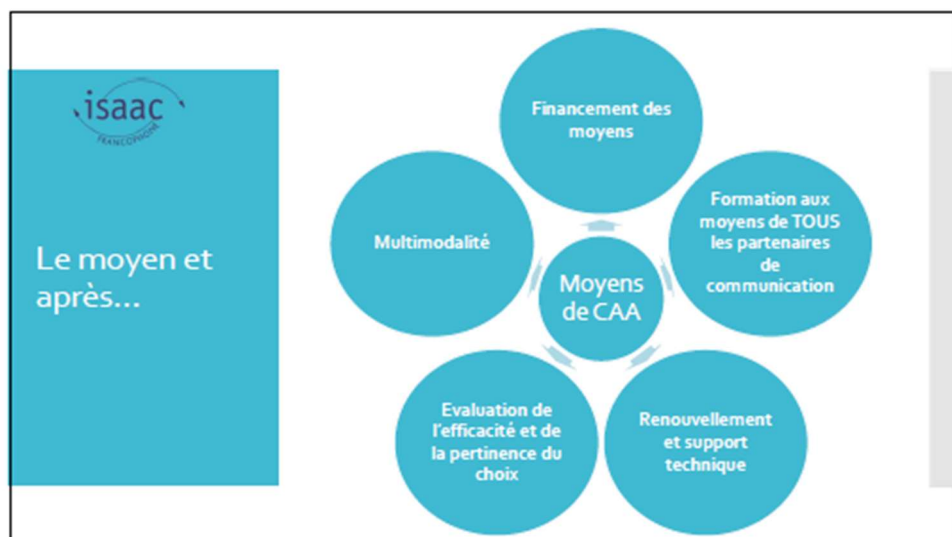 isaac
FRANCOPHONE
Le moyen et
après...
Financement des
moyens
Formation aux
moyens de TOUS
les partenaires
de
communication
Multimodalité
Moyens
de CAA
Evaluation de
l'efficacité et de
la pertinence du
choix
Renouvellement
et support
technique